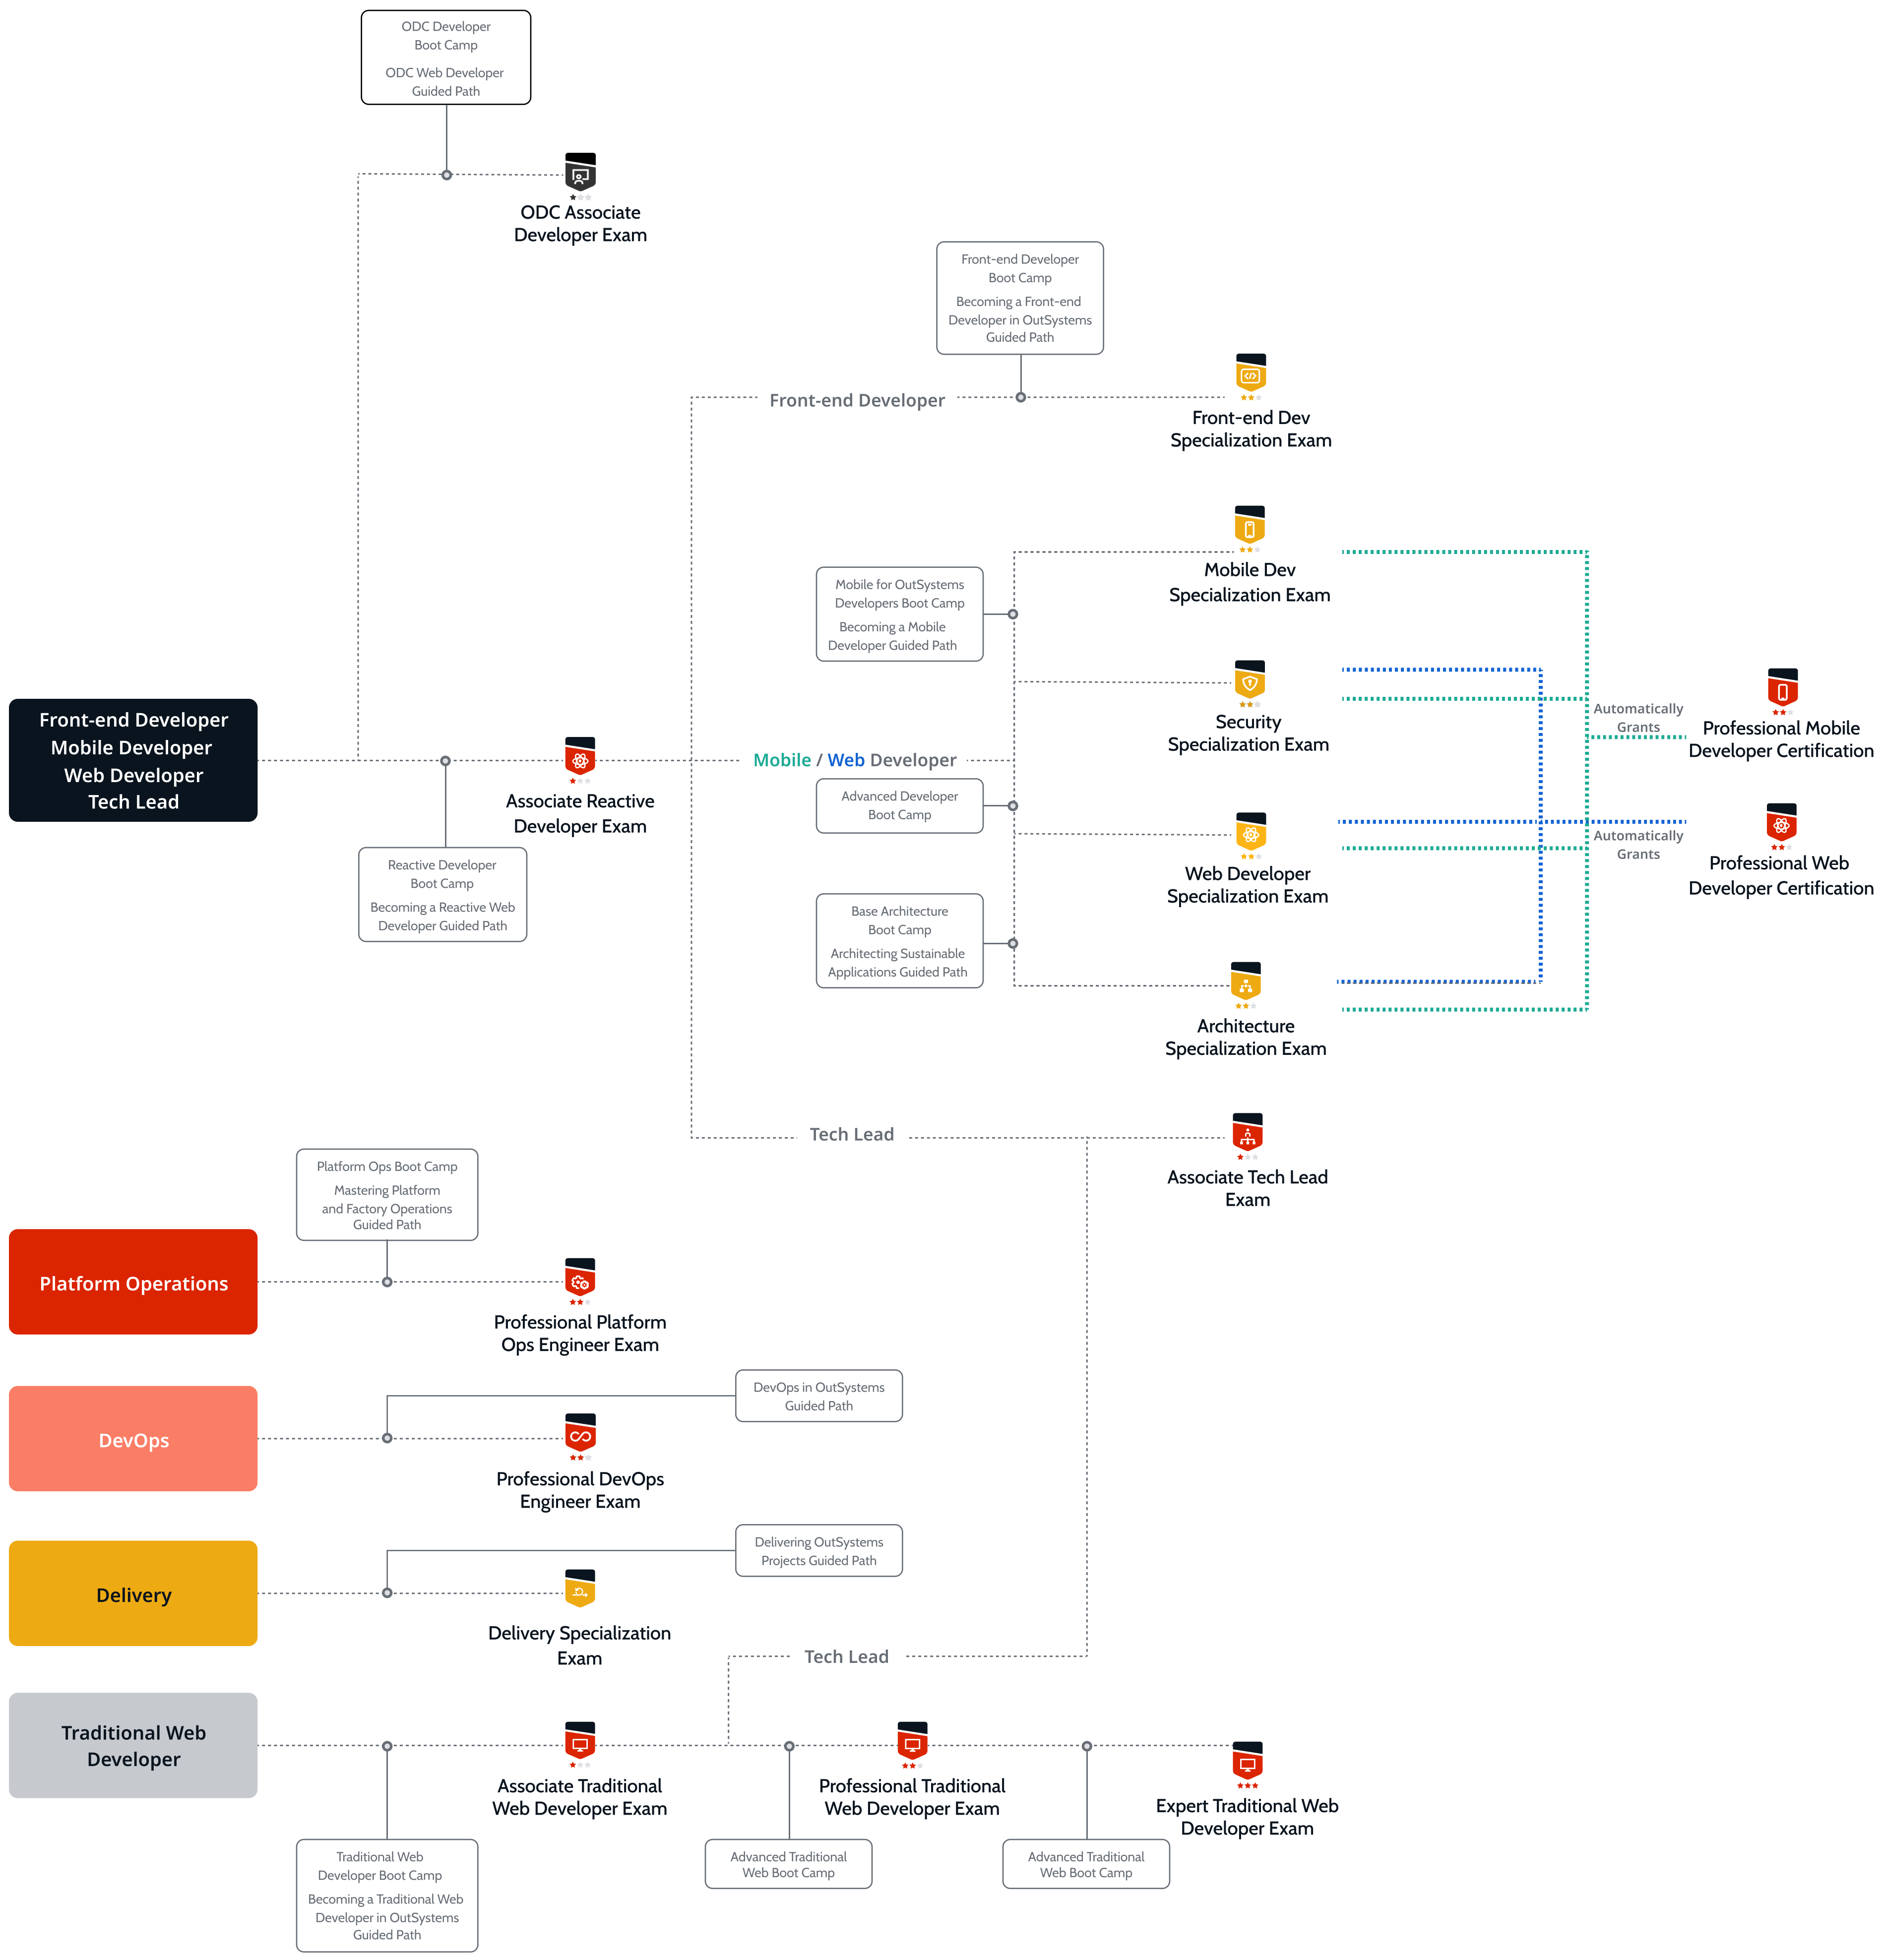 ODC Developer
Boot Camp
ODC Web Developer
Guided Path
ODC Associate
Developer Exam
Front-end Developer
Boot Camp
Becoming a Front-end
Developer in OutSystems
Guided Path
Front-end Developer
Front-end Dev
Specialization Exam
Mobile for OutSystems
Developers Boot Camp
Becoming a Mobile
Developer Guided Path
Mobile Dev
Specialization Exam
Security
Specialization Exam
Automatically
Grants
Professional Mobile
Developer Certification
Front-end Developer
Mobile Developer
Web Developer
Tech Lead
Associate Reactive
Developer Exam
Mobile / Web Developer
Advanced Developer
Boot Camp
Web Developer
Specialization Exam
Automatically
Grants
Professional Web
Developer Certification
Reactive Developer
Boot Camp
Becoming a Reactive Web
Developer Guided Path
Base Architecture
Boot Camp
Architecting Sustainable
Applications Guided Path
Architecture
Specialization Exam
Tech Lead
Associate Tech Lead
Exam
Platform Ops Boot Camp
Mastering Platform
and Factory Operations
Guided Path
Platform Operations
Professional Platform
Ops Engineer Exam
DevOps in OutSystems
Guided Path
DevOps
Professional DevOps
Engineer Exam
Delivering OutSystems
Projects Guided Path
Delivery
Delivery Specialization
Exam
Tech Lead
Traditional Web
Developer
Associate Traditional
Web Developer Exam
Professional Traditional
Web Developer Exam
Expert Traditional Web
Developer Exam
Traditional Web
Developer Boot Camp
Becoming a Traditional Web
Developer in OutSystems
Guided Path
Advanced Traditional
Web Boot Camp
Advanced Traditional
Web Boot Camp